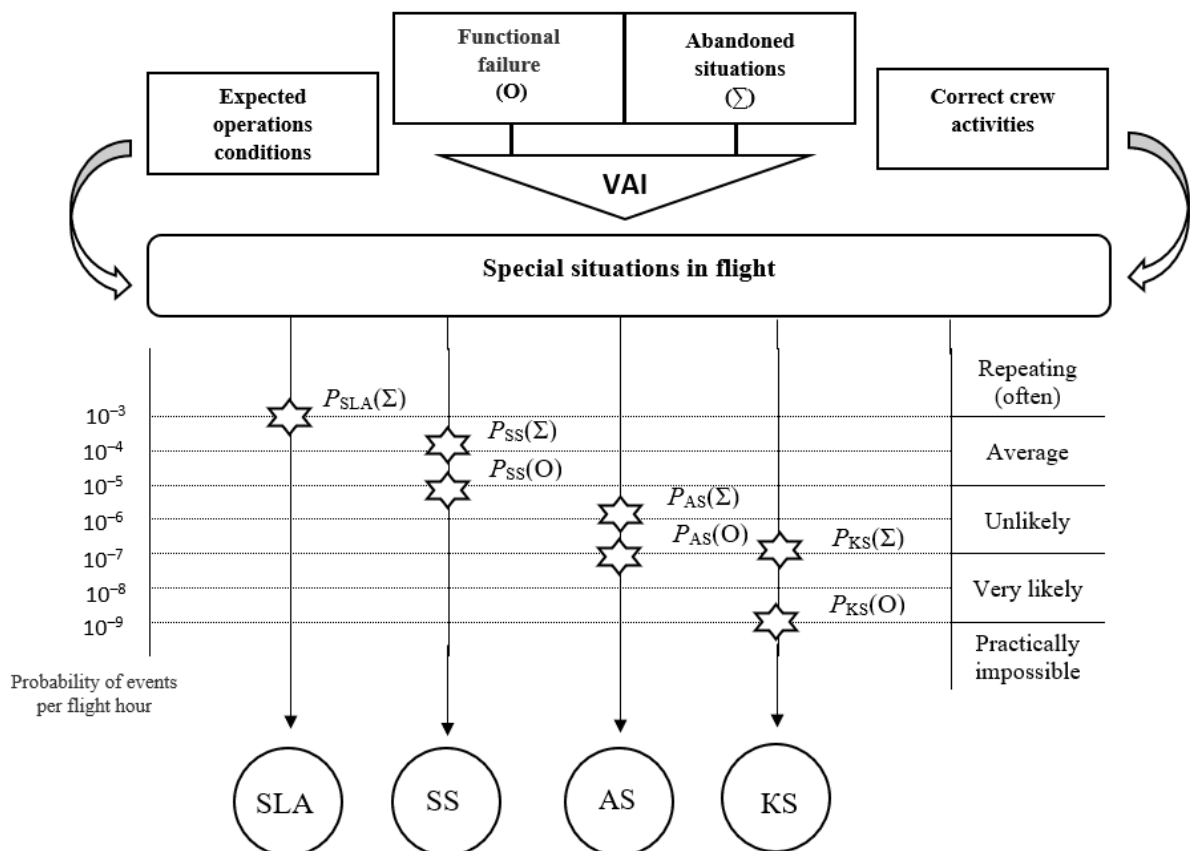 Functional
failure
(O)
Abandoned
situations
(∑)
Expected
operations
conditions
Correct crew
activities
VAI
Special situations in flight
Repeating
(often)
10⁻³
P_SLA(Σ)
P_SS(Σ)
10⁻⁴
Average
P_SS(O)
10⁻⁵
P_AS(Σ)
10⁻⁶
Unlikely
P_AS(O)
P_KS(Σ)
10⁻⁷
10⁻⁸
Very likely
P_KS(O)
10⁻⁹
Practically
impossible
Probability of events
per flight hour
SLA
SS
AS
KS